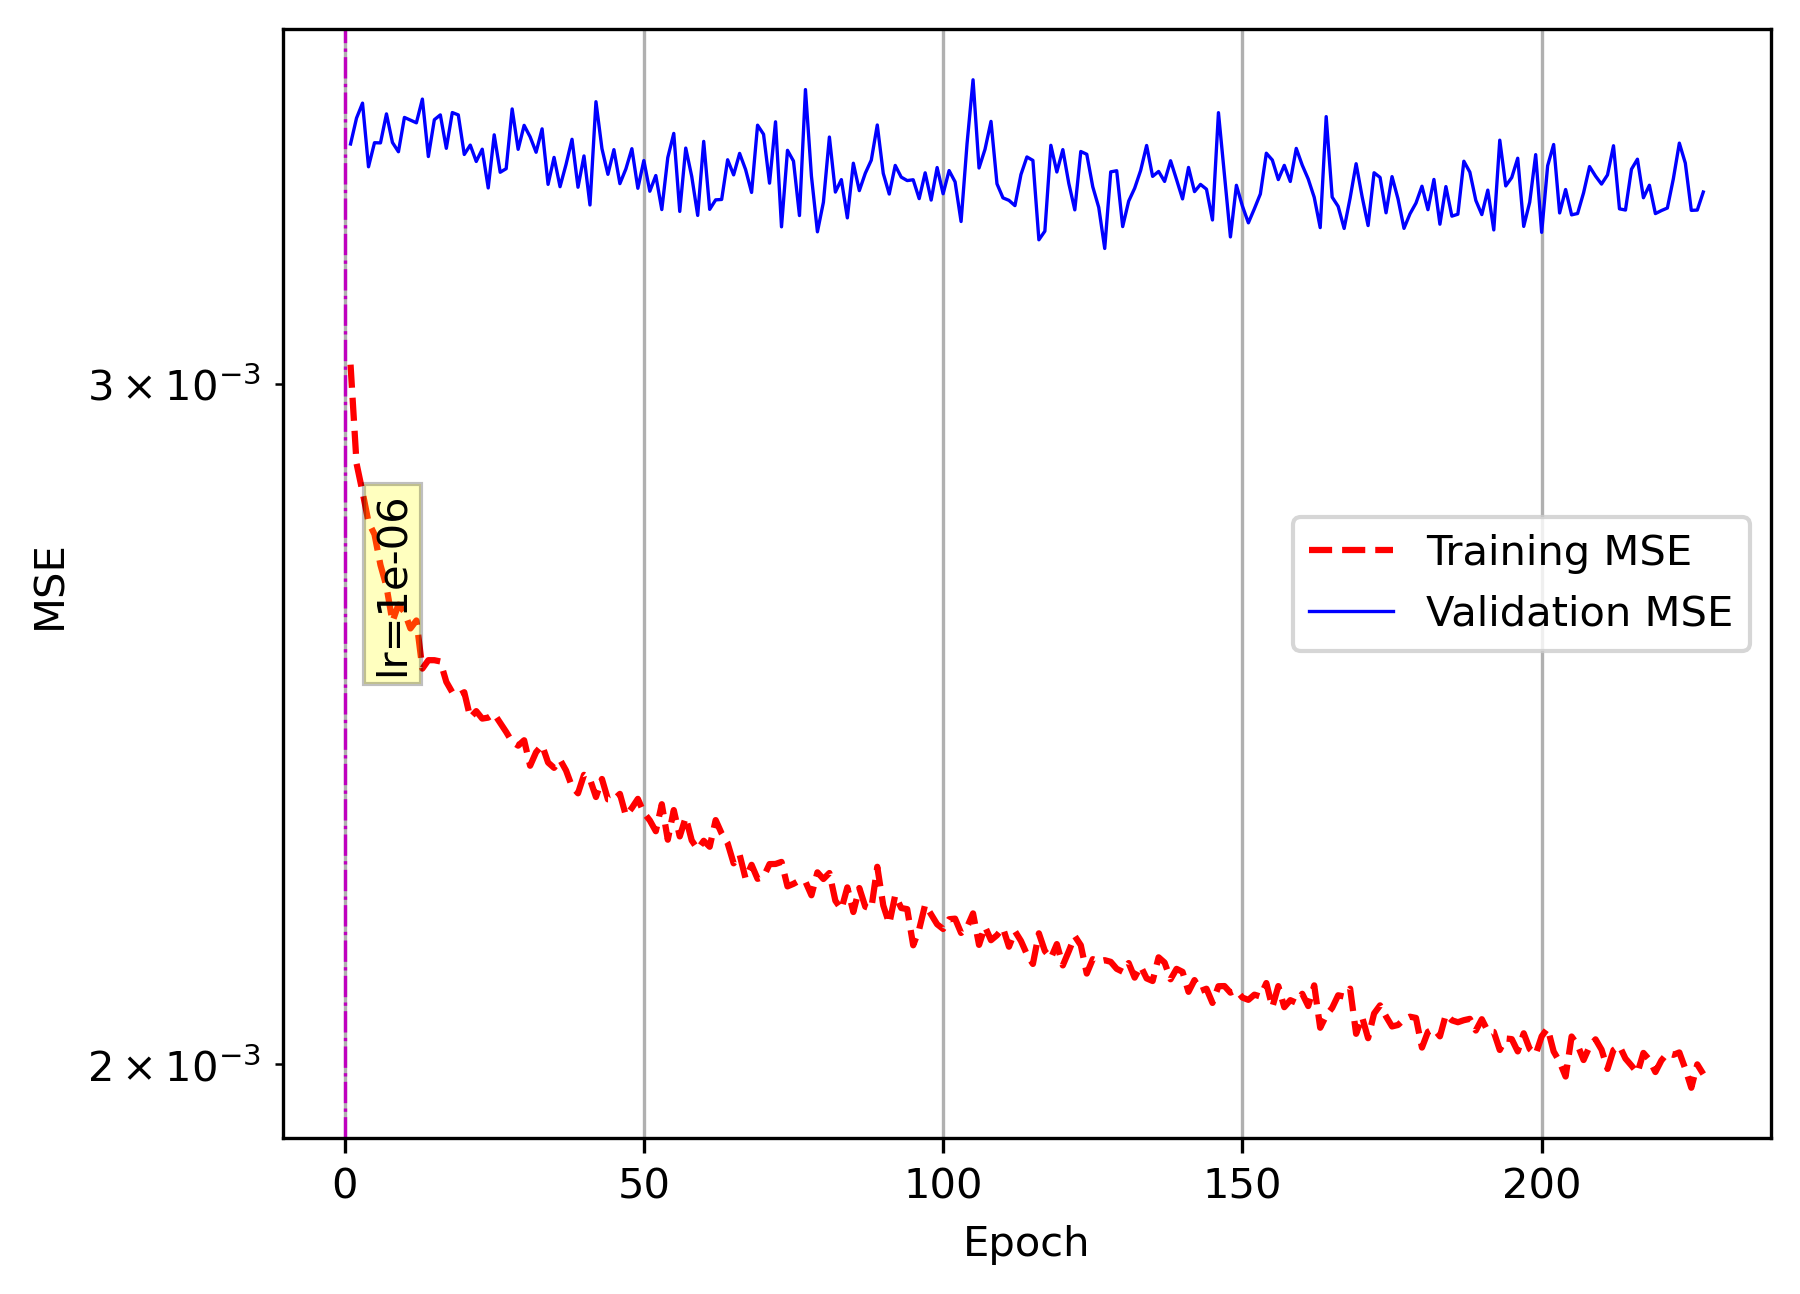 MSE
3 × 10⁻³
2 × 10⁻³
lr=1e-06
Training MSE
Validation MSE
0 50 100 150 200
Epoch